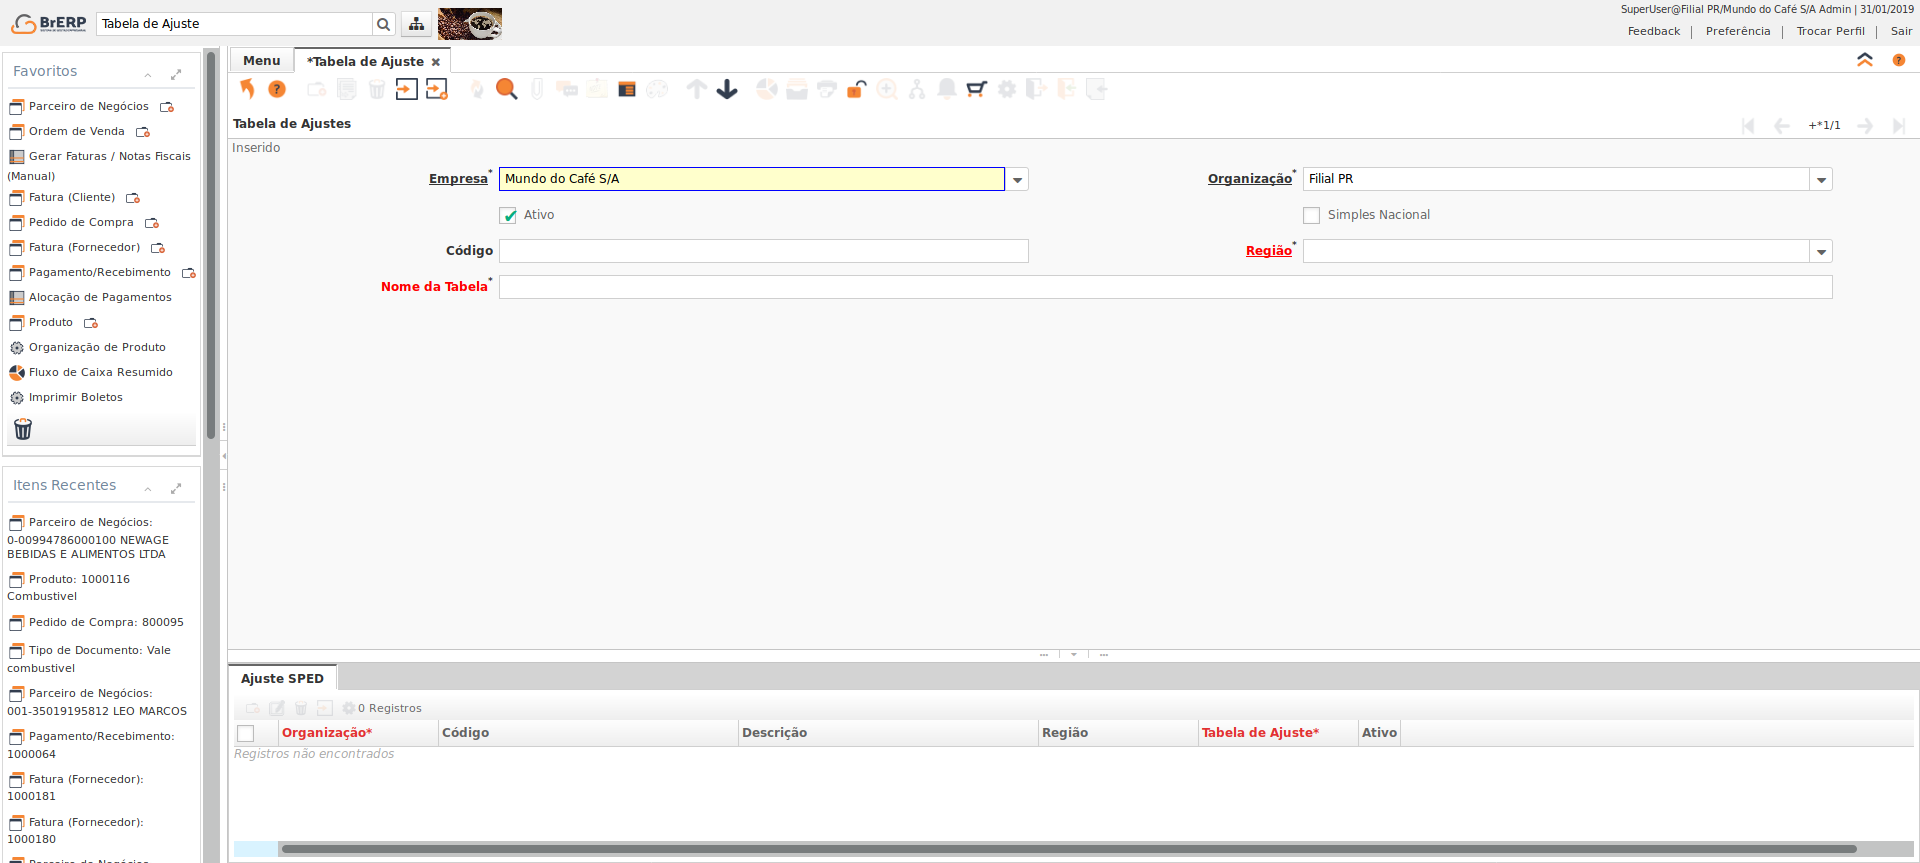 BrERP
Tabela de Ajuste
SuperUser@Filial PR/Mundo do Café S/A Admin | 31/01/2019
Feedback | Preferência | Trocar Perfil | Sair
Favoritos
Parceiro de Negócios
Ordem de Venda
Gerar Faturas / Notas Fiscais
(Manual)
Fatura (Cliente)
Pedido de Compra
Fatura (Fornecedor)
Pagamento/Recebimento
Alocação de Pagamentos
Produto
Organização de Produto
Fluxo de Caixa Resumido
Imprimir Boletos
Itens Recentes
Parceiro de Negócios:
0-00994786000100 NEWAGE
BEBIDAS E ALIMENTOS LTDA
Produto: 1000116
Combustivel
Pedido de Compra: 800095
Tipo de Documento: Vale
combustivel
Parceiro de Negócios:
001-35019195812 LEO MARCOS
Pagamento/Recebimento:
1000064
Fatura (Fornecedor):
1000181
Fatura (Fornecedor):
1000180
Parceiro de Negócios
Menu
*Tabela de Ajuste
Tabela de Ajustes
+*1/1
Inserido
Empresa* Mundo do Café S/A
Organização* Filial PR
Ativo
Simples Nacional
Código
Região*
Nome da Tabela*
Ajuste SPED
0 Registros
Organização* Código Descrição Região Tabela de Ajuste* Ativo
Registros não encontrados